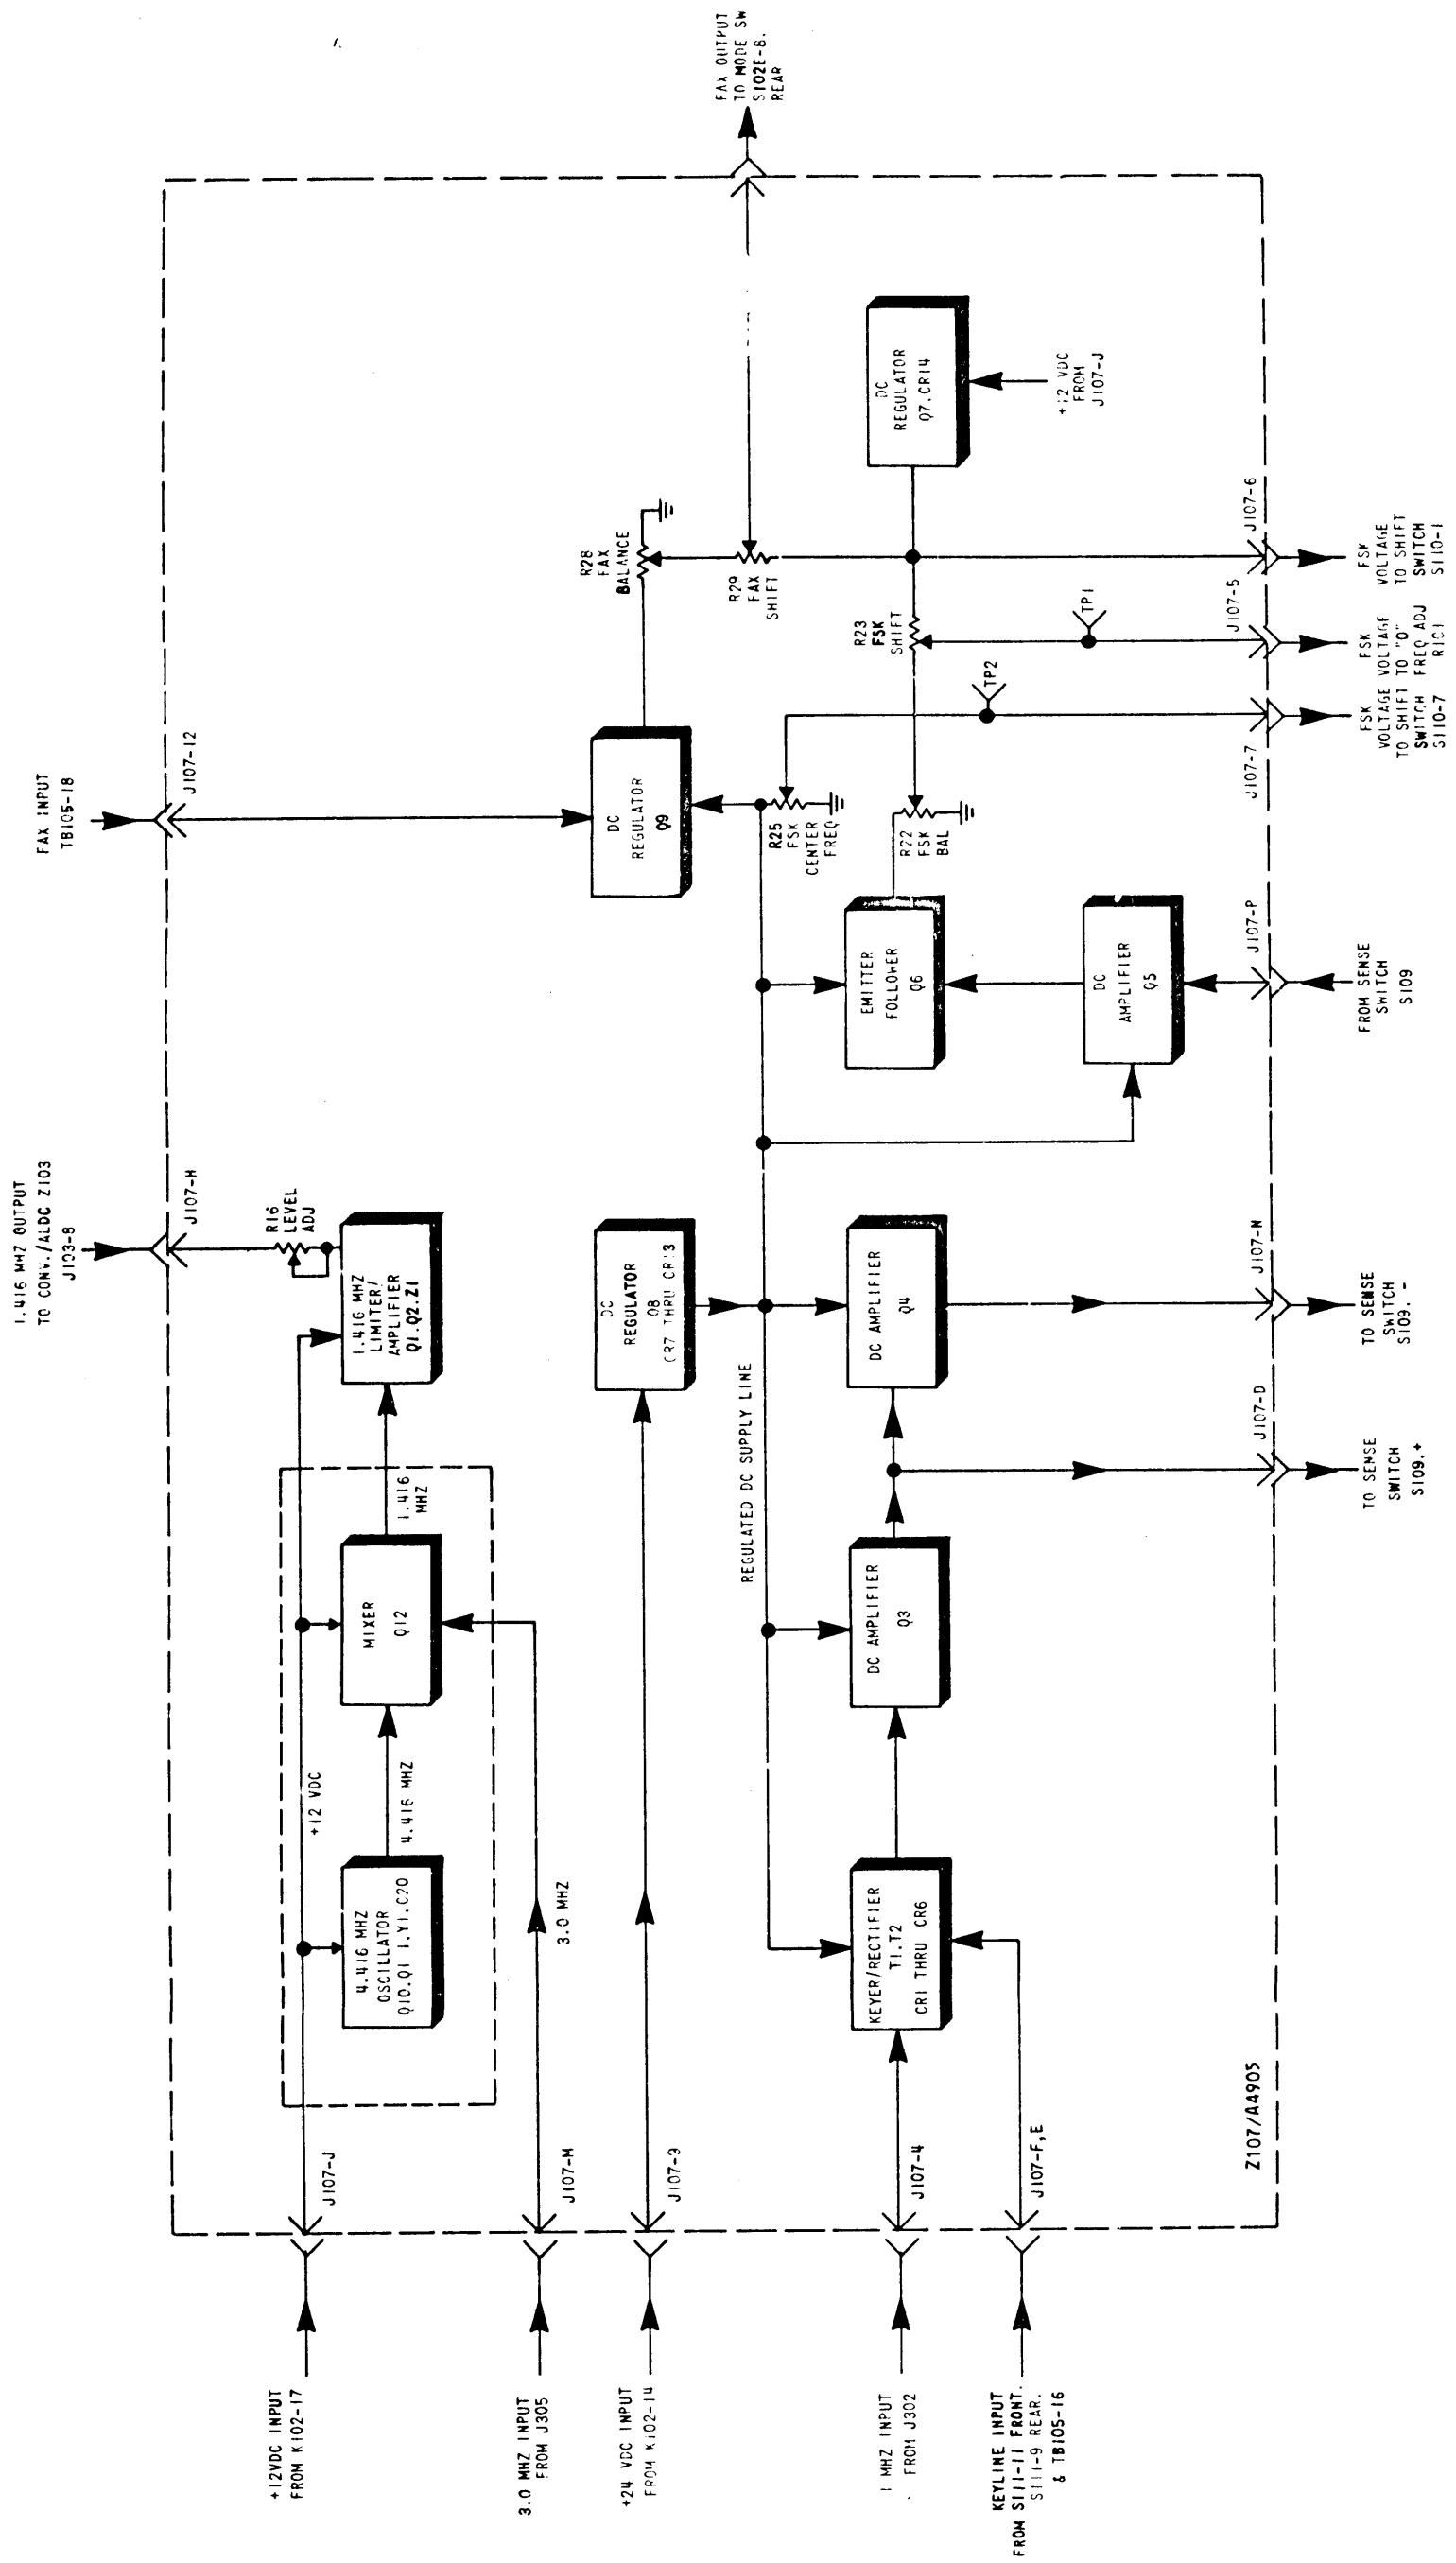 +12VDC INPUT
FROM K102-17
3.0 MHZ INPUT
FROM J305
+24 VDC INPUT
FROM K102-14
1 MHZ INPUT
FROM J302
KEYLINE INPUT
FROM S111-11 FRONT.
S111-9 REAR.
& TB105-16
J107-J
J107-M
J107-9
J107-4
J107-F,E
+12 VDC
4.416 MHZ
OSCILLATOR
Q10.Q11.Y1.C20
4.416 MHZ
MIXER
Q12
1.416
MHZ
3.0 MHZ
1.416 MHZ
LIMITER/
AMPLIFIER
Q1.Q2.Z1
R16
LEVEL
ADJ
J107-H
1.416 MHZ OUTPUT
TO CONV./ALDC Z103
J103-8
DC
REGULATOR
Q8
CR7 THRU CR13
REGULATED DC SUPPLY LINE
KEYER/RECTIFIER
T1.T2
CR1 THRU CR6
DC AMPLIFIER
Q3
DC AMPLIFIER
Q4
J107-D
TO SENSE
SWITCH
S109.+
J107-N
TO SENSE
SWITCH
S109.-
DC
AMPLIFIER
Q5
J107-P
FROM SENSE
SWITCH
S109
EMITTER
FOLLOWER
Q6
FAX INPUT
TB105-18
J107-12
DC
REGULATOR
Q9
R25
FSK
CENTER
FREQ
R22
FSK
BAL
TP2
J107-7
FSK
VOLTAGE
TO SHIFT
SWITCH
S110-7
R23
FSK
SHIFT
TP1
J107-5
FSK
VOLTAGE
TO "0"
FREQ ADJ
R101
R28
FAX
BALANCE
R29
FAX
SHIFT
J107-6
FSK
VOLTAGE
TO SHIFT
SWITCH
S110-1
DC
REGULATOR
Q7.CR14
+12 VDC
FROM
J107-J
FAX OUTPUT
TO MODE SW
S102E-8.
REAR
Z107/A4905